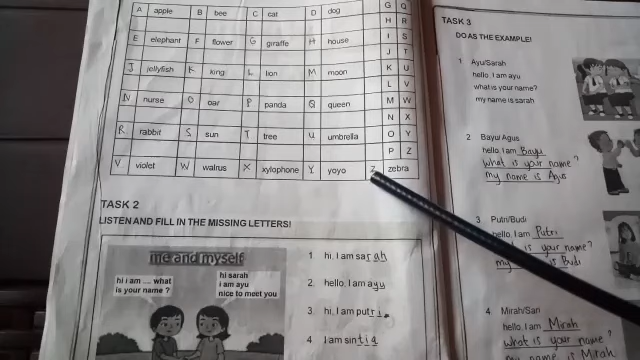 A apple B bee C cat D dog
E elephant F flower G giraffe H house
J jellyfish K king L lion M moon
N nurse O oar P panda Q queen
R rabbit S sun T tree U umbrella
V violet W walrus X xylophone Y yoyo Z zebra
G Q
H R
I S
J T
K U
L V
M W
N X
O Y
P Z
TASK 2
LISTEN AND FILL IN THE MISSING LETTERS!
me and myself
hi i am .... what
is your name ?
hi sarah
i am ayu
nice to meet you
1 hi, I am sarah
2. hello, I am ayu
3. hi, I am putri.
4 I am sintia
TASK 3
DO AS THE EXAMPLE!
1 Ayu/Sarah
hello, I am ayu
what is your name?
my name is sarah
2 Bayu/Agus
hello, I am Bayu
what is your name ?
my name is Agus
3 Putri/Budi
hello, I am Putri
is your name?
my is Budi
4 Mirah/Sari
hello, I am Mirah
what is your name ?
my name is Mirah